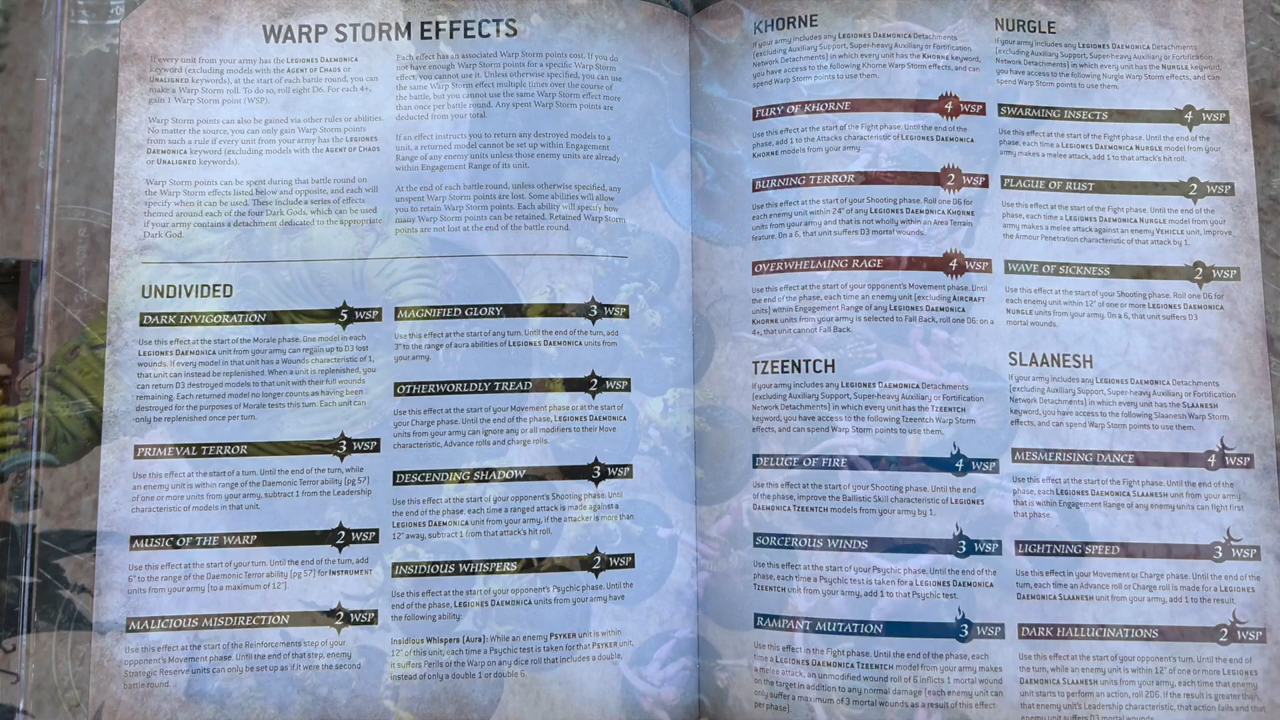 WARP STORM EFFECTS
If every unit from your army has the LEGIONES DAEMONICA
keyword (excluding models with the AGENT OF CHAOS or
UNALIGNED keywords), at the start of each battle round, you can
make a Warp Storm roll. To do so, roll eight D6. For each 4+,
gain 1 Warp Storm point (WSP).
Warp Storm points can also be gained via other rules or abilities.
No matter the source, you can only gain Warp Storm points
from such a rule if every unit from your army has the LEGIONES
DAEMONICA keyword (excluding models with the AGENT OF CHAOS
or UNALIGNED keywords).
Warp Storm points can be spent during that battle round on
the Warp Storm effects listed below and opposite, and each will
specify when it can be used. These include a series of effects
themed around each of the four Dark Gods, which can be used
if your army contains a detachment dedicated to the appropriate
Dark God.
Each effect has an associated Warp Storm points cost. If you do
not have enough Warp Storm points for a specific Warp Storm
effect, you cannot use it. Unless otherwise specified, you can use
the same Warp Storm effect multiple times over the course of
the battle, but you cannot use the same Warp Storm effect more
than once per battle round. Any spent Warp Storm points are
deducted from your total.
If an effect instructs you to return any destroyed models to
a unit, a returned model cannot be set up within Engagement
Range of any enemy units unless those enemy units are already
within Engagement Range of its unit.
At the end of each battle round, unless otherwise specified, any
unspent Warp Storm points are lost. Some abilities will allow
you to retain Warp Storm points. Each ability will specify how
many Warp Storm points can be retained. Retained Warp Storm
points are not lost at the end of the battle round.
UNDIVIDED
DARK INVIGORATION 5 WSP
Use this effect at the start of the Morale phase. One model in each
LEGIONES DAEMONICA unit from your army can regain up to D3 lost
wounds. If every model in that unit has a Wounds characteristic of 1,
that unit can instead be replenished. When a unit is replenished, you
can return D3 destroyed models to that unit with their full wounds
remaining. Each returned model no longer counts as having been
destroyed for the purposes of Morale tests this turn. Each unit can
only be replenished once per turn.
PRIMEVAL TERROR 3 WSP
Use this effect at the start of a turn. Until the end of the turn, while
an enemy unit is within range of the Daemonic Terror ability (pg 57)
of one or more units from your army, subtract 1 from the Leadership
characteristic of models in that unit.
MUSIC OF THE WARP 2 WSP
Use this effect at the start of your turn. Until the end of the turn, add
6" to the range of the Daemonic Terror ability (pg 57) for INSTRUMENT
units from your army (to a maximum of 12").
MALICIOUS MISDIRECTION 2 WSP
Use this effect at the start of the Reinforcements step of your
opponent's Movement phase. Until the end of that step, enemy
Strategic Reserve units can only be set up as if it were the second
battle round.
MAGNIFIED GLORY 3 WSP
Use this effect at the start of any turn. Until the end of the turn, add
3" to the range of aura abilities of LEGIONES DAEMONICA units from
your army.
OTHERWORLDLY TREAD 2 WSP
Use this effect at the start of your Movement phase or at the start of
your Charge phase. Until the end of the phase, LEGIONES DAEMONICA
units from your army can ignore any or all modifiers to their Move
characteristic, Advance rolls and charge rolls.
DESCENDING SHADOW 3 WSP
Use this effect at the start of your opponent's Shooting phase. Until
the end of the phase, each time a ranged attack is made against a
LEGIONES DAEMONICA unit from your army, if the attacker is more than
12" away, subtract 1 from that attack's hit roll.
INSIDIOUS WHISPERS 2 WSP
Use this effect at the start of your opponent's Psychic phase. Until the
end of the phase, LEGIONES DAEMONICA units from your army have
the following ability:
Insidious Whispers (Aura): While an enemy PSYKER unit is within
12" of this unit, each time a Psychic test is taken for that PSYKER unit,
it suffers Perils of the Warp on any dice roll that includes a double,
instead of only a double 1 or double 6.
KHORNE
If your army includes any LEGIONES DAEMONICA Detachments
(excluding Auxiliary Support, Super-heavy Auxiliary or Fortification
Network Detachments) in which every unit has the KHORNE keyword,
you have access to the following Khorne Warp Storm effects, and can
spend Warp Storm points to use them.
FURY OF KHORNE 4 WSP
Use this effect at the start of the Fight phase. Until the end of the
phase, add 1 to the Attacks characteristic of LEGIONES DAEMONICA
KHORNE models from your army.
BURNING TERROR 2 WSP
Use this effect at the start of your Shooting phase. Roll one D6 for
each enemy unit within 24" of any LEGIONES DAEMONICA KHORNE
models from your army and that is not wholly within an Area Terrain
feature. On a 6, that unit suffers D3 mortal wounds.
OVERWHELMING RAGE 4 WSP
Use this effect at the start of your opponent's Movement phase. Until
the end of the phase, each time an enemy unit (excluding AIRCRAFT
units) within Engagement Range of any LEGIONES DAEMONICA
KHORNE units from your army is selected to Fall Back, roll one D6: on a
4+, that unit cannot Fall Back.
TZEENTCH
If your army includes any LEGIONES DAEMONICA Detachments
(excluding Auxiliary Support, Super-heavy Auxiliary or Fortification
Network Detachments) in which every unit has the TZEENTCH
keyword, you have access to the following Tzeentch Warp Storm
effects, and can spend Warp Storm points to use them.
DELUGE OF FIRE 4 WSP
Use this effect at the start of your Shooting phase. Until the end
of the phase, improve the Ballistic Skill characteristic of LEGIONES
DAEMONICA TZEENTCH models from your army by 1.
SORCEROUS WINDS 3 WSP
Use this effect at the start of your Psychic phase. Until the end of the
phase, each time a Psychic test is taken for a LEGIONES DAEMONICA
TZEENTCH unit from your army, add 1 to that Psychic test.
RAMPANT MUTATION 3 WSP
Use this effect in the Fight phase. Until the end of the phase, each
time a LEGIONES DAEMONICA TZEENTCH model from your army makes
a melee attack, an unmodified wound roll of 6 inflicts 1 mortal wound
on the target in addition to any normal damage (each enemy unit can
only suffer a maximum of 3 mortal wounds as a result of this effect
per phase).
NURGLE
If your army includes any LEGIONES DAEMONICA Detachments
(excluding Auxiliary Support, Super-heavy Auxiliary or Fortification
Network Detachments) in which every unit has the NURGLE keyword,
you have access to the following Nurgle Warp Storm effects, and can
spend Warp Storm points to use them.
SWARMING INSECTS 4 WSP
Use this effect at the start of the Fight phase. Until the end of the
phase, each time a LEGIONES DAEMONICA NURGLE model from your
army makes a melee attack, add 1 to that attack's hit roll.
PLAGUE OF RUST 2 WSP
Use this effect at the start of the Fight phase. Until the end of the
phase, each time a LEGIONES DAEMONICA NURGLE model from your
army makes a melee attack against an enemy VEHICLE unit, improve
the Armour Penetration characteristic of that attack by 1.
WAVE OF SICKNESS 2 WSP
Use this effect at the start of your Shooting phase. Roll one D6 for
each enemy unit within 12" of one or more LEGIONES DAEMONICA
NURGLE units from your army. On a 6, that unit suffers D3
mortal wounds.
SLAANESH
If your army includes any LEGIONES DAEMONICA Detachments
(excluding Auxiliary Support, Super-heavy Auxiliary or Fortification
Network Detachments) in which every unit has the SLAANESH
keyword, you have access to the following Slaanesh Warp Storm
effects, and can spend Warp Storm points to use them.
MESMERISING DANCE 4 WSP
Use this effect at the start of the Fight phase. Until the end of the
phase, each LEGIONES DAEMONICA SLAANESH unit from your army
that is within Engagement Range of any enemy units can fight first
that phase.
LIGHTNING SPEED 3 WSP
Use this effect in your Movement or Charge phase. Until the end of the
turn, each time an Advance roll or Charge roll is made for a LEGIONES
DAEMONICA SLAANESH unit from your army, add 1 to the result.
DARK HALLUCINATIONS 2 WSP
Use this effect at the start of your opponent's turn. Until the end of
the turn, while an enemy unit is within 12" of one or more LEGIONES
DAEMONICA SLAANESH units from your army, each time that enemy
unit starts to perform an action, roll 2D6. If the result is greater than
that enemy unit's Leadership characteristic, that action fails and that
enemy unit suffers D3 mortal wounds.